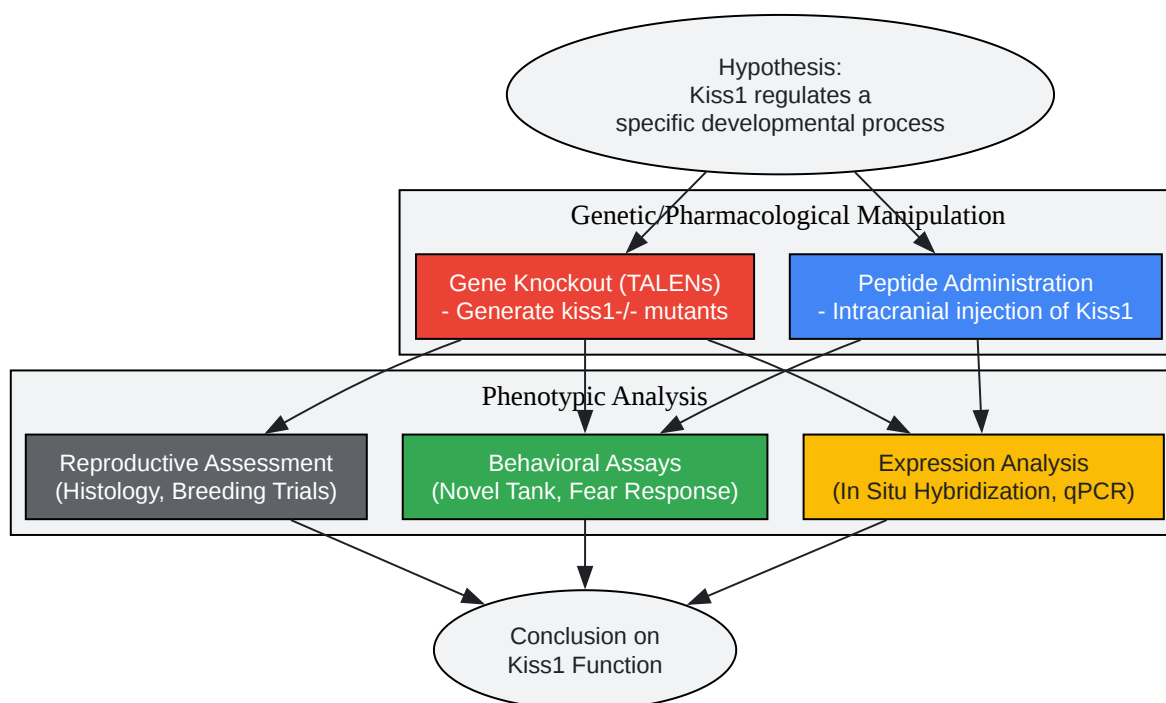 Hypothesis:
Kiss1 regulates a
specific developmental process
Genetic/Pharmacological Manipulation
Gene Knockout (TALENs)
- Generate kiss1-/- mutants
Peptide Administration
- Intracranial injection of Kiss1
Phenotypic Analysis
Reproductive Assessment
(Histology, Breeding Trials)
Behavioral Assays
(Novel Tank, Fear Response)
Expression Analysis
(In Situ Hybridization, qPCR)
Conclusion on
Kiss1 Function